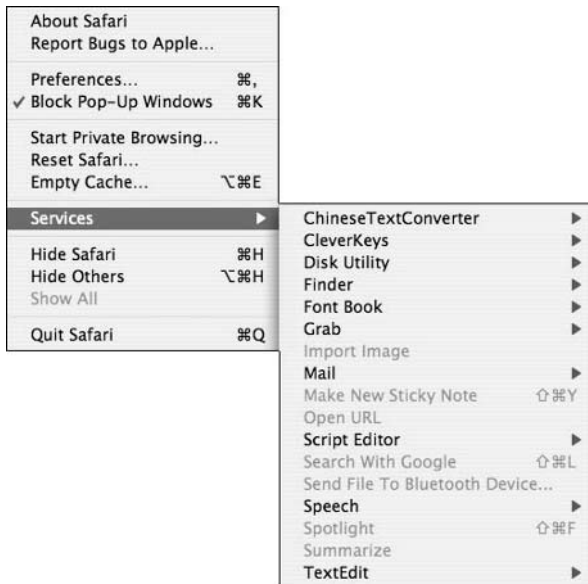 About Safari
Report Bugs to Apple...
Preferences... ⌘,
✓ Block Pop-Up Windows ⌘K
Start Private Browsing...
Reset Safari...
Empty Cache... ⌥⌘E
Services ▶
Hide Safari ⌘H
Hide Others ⌥⌘H
Show All
Quit Safari ⌘Q
ChineseTextConverter ▶
CleverKeys ▶
Disk Utility ▶
Finder ▶
Font Book ▶
Grab ▶
Import Image
Mail ▶
Make New Sticky Note ⇧⌘Y
Open URL
Script Editor ▶
Search With Google ⇧⌘L
Send File To Bluetooth Device...
Speech ▶
Spotlight ⇧⌘F
Summarize
TextEdit ▶